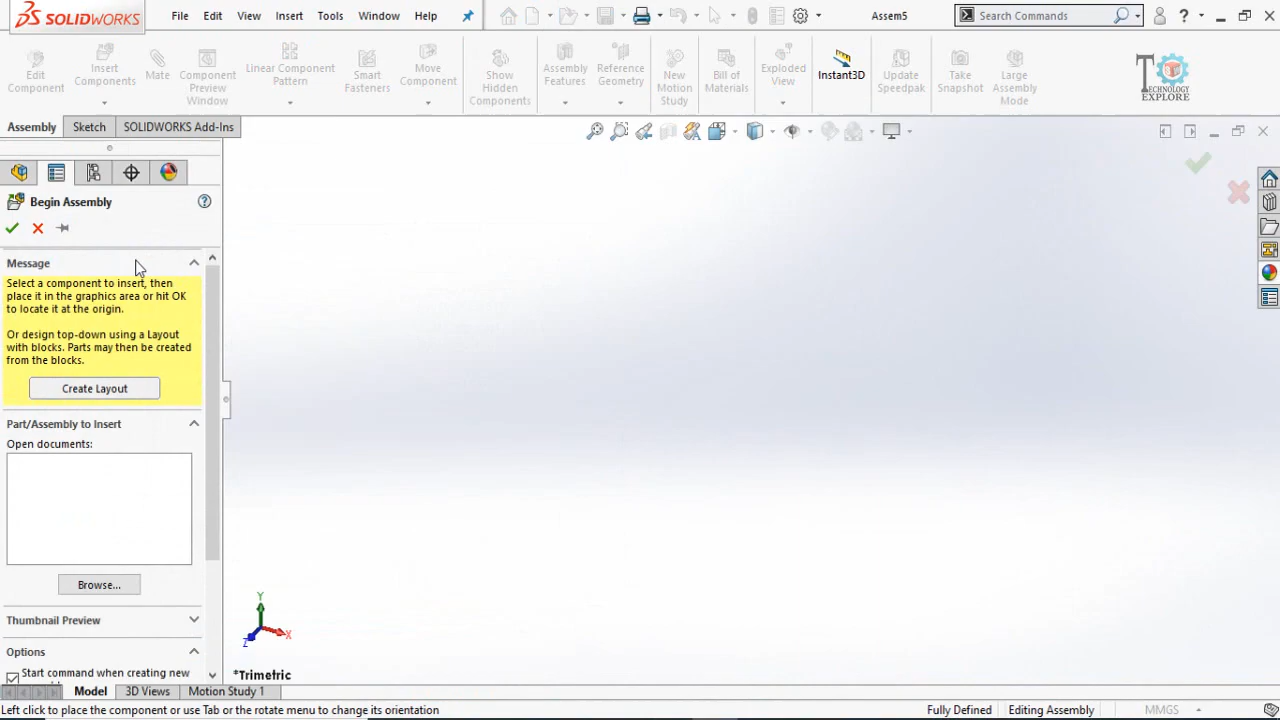 SOLIDWORKS
File Edit View Insert Tools Window Help
Assem5
Search Commands
?
Edit Component
Insert Components
Mate
Component Preview Window
Linear Component Pattern
Smart Fasteners
Move Component
Show Hidden Components
Assembly Features
Reference Geometry
New Motion Study
Bill of Materials
Exploded View
Instant3D
Update Speedpak
Take Snapshot
Large Assembly Mode
TECHNOLOGY EXPLORE
Assembly Sketch SOLIDWORKS Add-Ins
Begin Assembly
?
Message
Select a component to insert, then
place it in the graphics area or hit OK
to locate it at the origin.
Or design top-down using a Layout
with blocks. Parts may then be created
from the blocks.
Create Layout
Part/Assembly to Insert
Open documents:
Browse...
Thumbnail Preview
Options
Start command when creating new
Y
X
Z
*Trimetric
Model 3D Views Motion Study 1
Left click to place the component or use Tab or the rotate menu to change its orientation
Fully Defined Editing Assembly MMGS